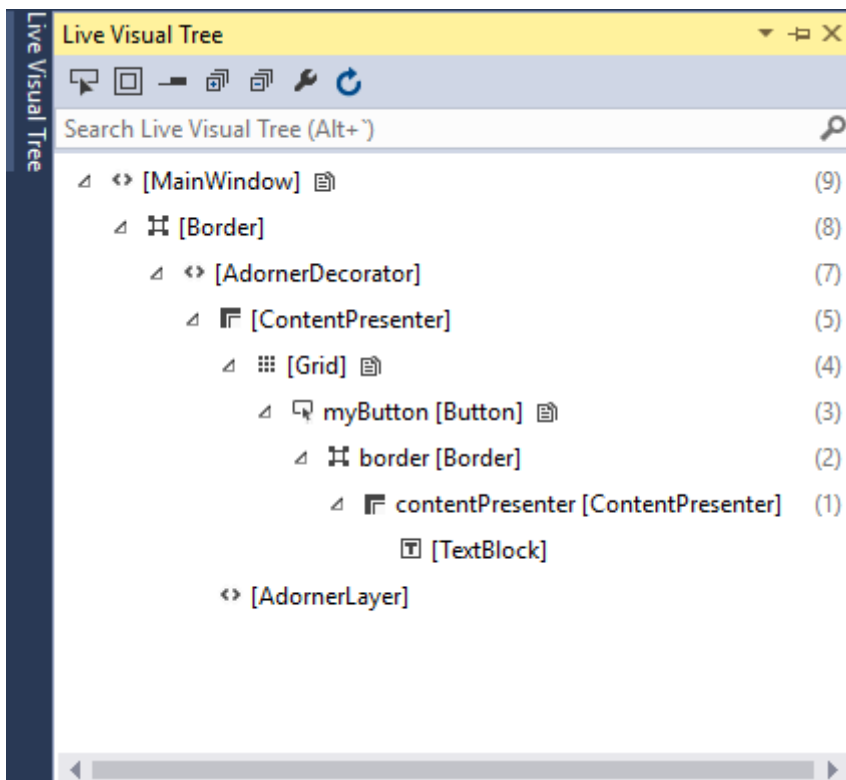 Live Visual Tree
Live Visual Tree
Search Live Visual Tree (Alt+`)
[MainWindow] (9)
[Border] (8)
[AdornerDecorator] (7)
[ContentPresenter] (5)
[Grid] (4)
myButton [Button] (3)
border [Border] (2)
contentPresenter [ContentPresenter] (1)
[TextBlock]
[AdornerLayer]